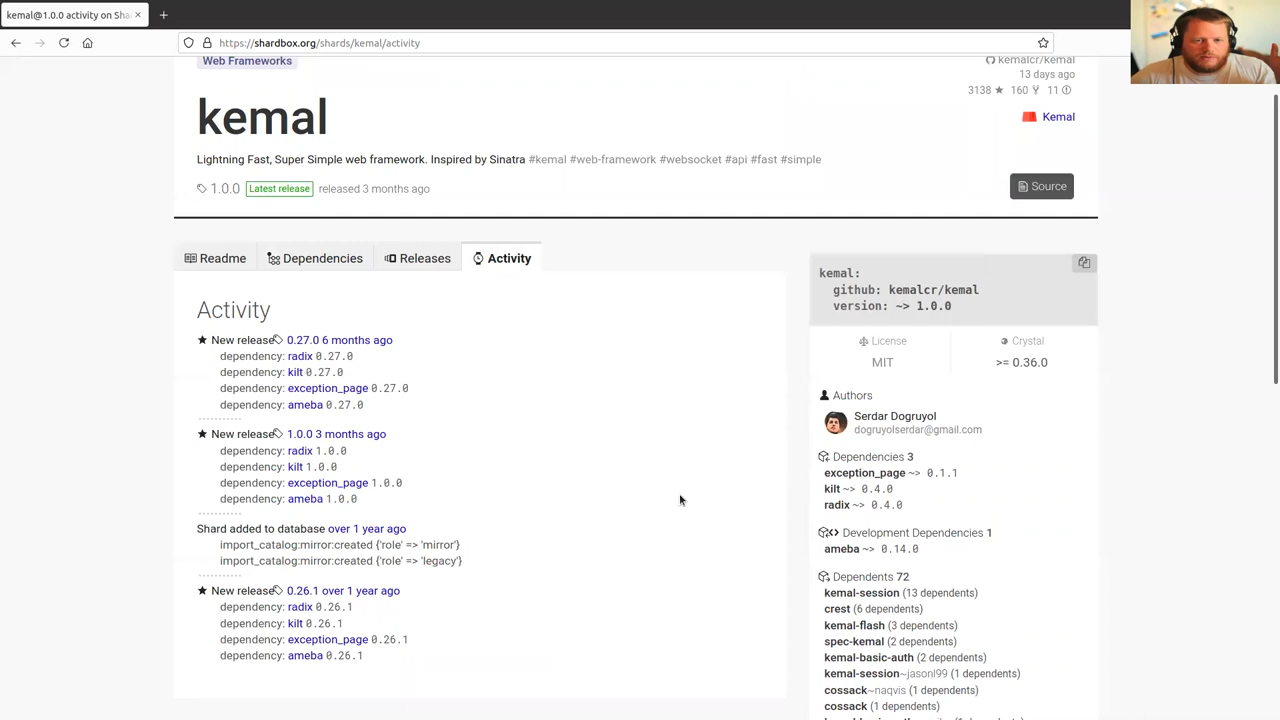 kemal@1.0.0 activity on Sha
https://shardbox.org/shards/kemal/activity
Web Frameworks
kemalcr/kemal
13 days ago
3138 160 11
kemal
Kemal
Lightning Fast, Super Simple web framework. Inspired by Sinatra #kemal #web-framework #websocket #api #fast #simple
1.0.0 Latest release released 3 months ago
Source
Readme Dependencies Releases Activity
Activity
New release 0.27.0 6 months ago
dependency: radix 0.27.0
dependency: kilt 0.27.0
dependency: exception_page 0.27.0
dependency: ameba 0.27.0
New release 1.0.0 3 months ago
dependency: radix 1.0.0
dependency: kilt 1.0.0
dependency: exception_page 1.0.0
dependency: ameba 1.0.0
Shard added to database over 1 year ago
import_catalog:mirror:created {'role' => 'mirror'}
import_catalog:mirror:created {'role' => 'legacy'}
New release 0.26.1 over 1 year ago
dependency: radix 0.26.1
dependency: kilt 0.26.1
dependency: exception_page 0.26.1
dependency: ameba 0.26.1
kemal:
github: kemalcr/kemal
version: ~> 1.0.0
License Crystal
MIT >= 0.36.0
Authors
Serdar Dogruyol
dogruyolserdar@gmail.com
Dependencies 3
exception_page ~> 0.1.1
kilt ~> 0.4.0
radix ~> 0.4.0
Development Dependencies 1
ameba ~> 0.14.0
Dependents 72
kemal-session (13 dependents)
crest (6 dependents)
kemal-flash (3 dependents)
spec-kemal (2 dependents)
kemal-basic-auth (2 dependents)
kemal-session~jasonl99 (1 dependents)
cossack~naqvis (1 dependents)
cossack (1 dependents)